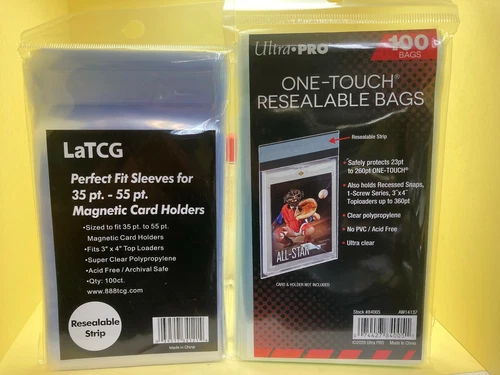 LaTCG
Perfect Fit Sleeves for
35 pt. - 55 pt.
Magnetic Card Holders
•Sized to fit 35 pt. to 55 pt.
Magnetic Card Holders
•Fits 3" x 4" Top Loaders
•Super Clear Polypropylene
•Acid Free / Archival Safe
•Qty: 100ct.
www.888tcg.com
Resealable
Strip
Made in China
Ultra•PRO
100
BAGS
ONE-TOUCH®
RESEALABLE BAGS
Resealable Strip
• Safely protects 23pt
to 260pt ONE-TOUCH®
• Also holds Recessed Snaps,
1-Screw Series, 3"x4"
Toploaders up to 360pt
• Clear polypropylene
• No PVC / Acid Free
• Ultra clear
ALL-STAR
CARD & HOLDER NOT INCLUDED
Stock #84005
Made in China